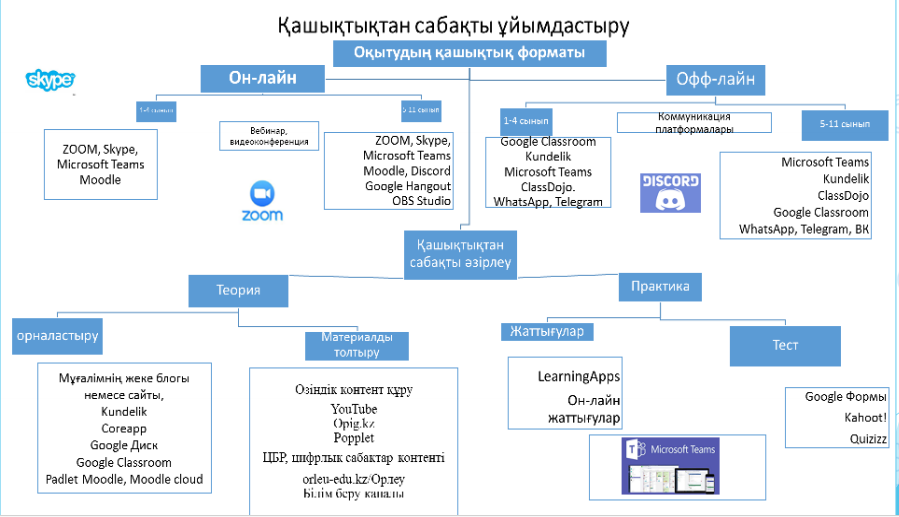 Қашықтықтан сабақты ұйымдастыру
Оқытудың қашықтық форматы
skype
Он-лайн
Офф-лайн
1-4 сынып
Вебинар,
видеоконференция
5-11 сынып
1-4 сынып
Коммуникация
платформалары
5-11 сынып
ZOOM, Skype,
Microsoft Teams
Moodle
zoom
ZOOM, Skype,
Microsoft Teams
Moodle, Discord
Google Hangout
OBS Studio
Google Classroom
Kundelik
Microsoft Teams
ClassDojo.
WhatsApp, Telegram
DISCORD
Microsoft Teams
Kundelik
ClassDojo
Google Classroom
WhatsApp, Telegram, ВК
Қашықтықтан
сабақты әзірлеу
Теория
Практика
орналастыру
Материалды
толтыру
Жаттығулар
Тест
Мұғалімнің жеке блогы
немесе сайты,
Kundelik
Coreapp
Google Диск
Google Classroom
Padlet Moodle, Moodle cloud
Өзіндік контент құру
YouTube
Opiq.kz
Popplet
ЦБР, цифрлық сабақтар контенті
orleu-edu.kz/Орлеу
Білім беру каналы
LearningApps
Он-лайн
жаттығулар
Microsoft Teams
Google Формы
Kahoot!
Quizizz